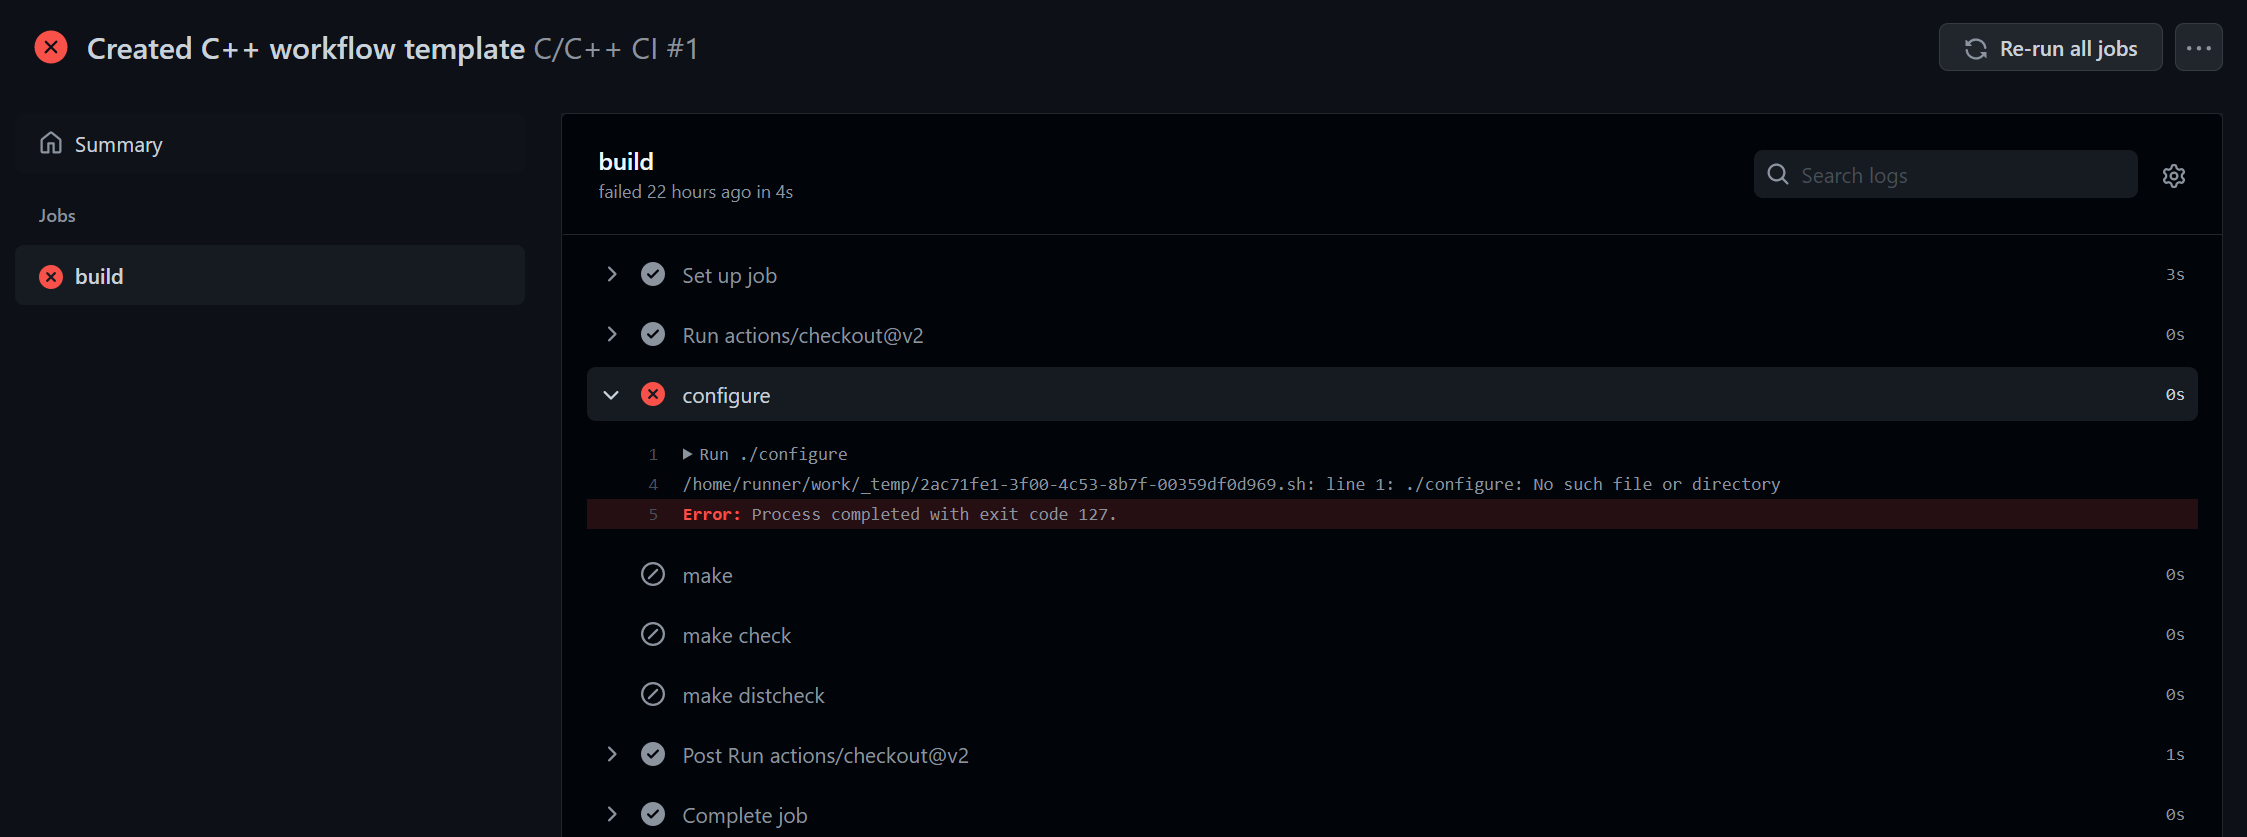 Created C++ workflow template C/C++ CI #1
Re-run all jobs
Summary
Jobs
build
build
failed 22 hours ago in 4s
Search logs
Set up job 3s
Run actions/checkout@v2 0s
configure 0s
1 Run ./configure
4 /home/runner/work/_temp/2ac71fe1-3f00-4c53-8b7f-00359df0d969.sh: line 1: ./configure: No such file or directory
5 Error: Process completed with exit code 127.
make 0s
make check 0s
make distcheck 0s
Post Run actions/checkout@v2 1s
Complete job 0s